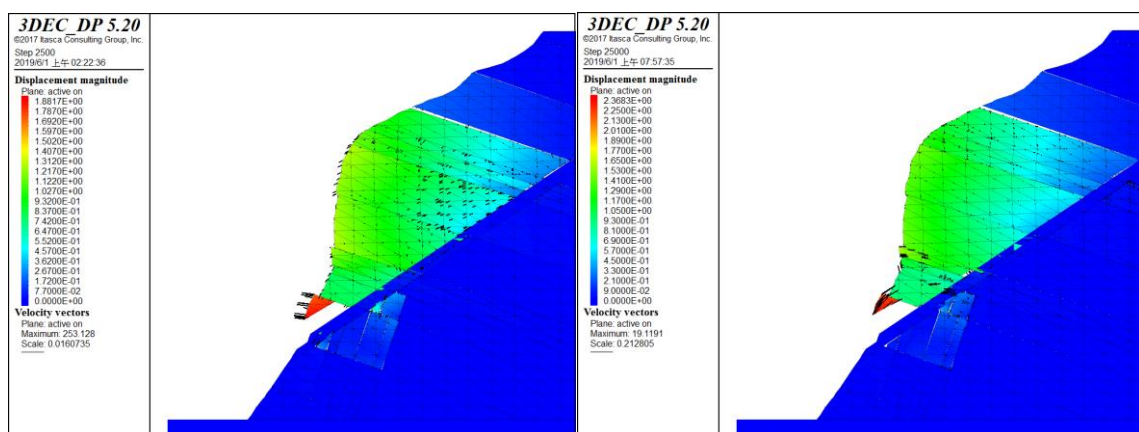 3DEC_DP 5.20
©2017 Itasca Consulting Group, Inc.
Step 2500
2019/6/1 上午 02:22:36
Displacement magnitude
Plane: active on
1.8817E+00
1.7870E+00
1.6920E+00
1.5970E+00
1.5020E+00
1.4070E+00
1.3120E+00
1.2170E+00
1.1220E+00
1.0270E+00
9.3200E-01
8.3700E-01
7.4200E-01
6.4700E-01
5.5200E-01
4.5700E-01
3.6200E-01
2.6700E-01
1.7200E-01
7.7000E-02
0.0000E+00
Velocity vectors
Plane: active on
Maximum: 253.128
Scale: 0.0160735
3DEC_DP 5.20
©2017 Itasca Consulting Group, Inc.
Step 25000
2019/6/1 上午 07:57:35
Displacement magnitude
Plane: active on
2.3683E+00
2.2500E+00
2.1300E+00
2.0100E+00
1.8900E+00
1.7700E+00
1.6500E+00
1.5300E+00
1.4100E+00
1.2900E+00
1.1700E+00
1.0500E+00
9.3000E-01
8.1000E-01
6.9000E-01
5.7000E-01
4.5000E-01
3.3000E-01
2.1000E-01
9.0000E-02
0.0000E+00
Velocity vectors
Plane: active on
Maximum: 19.1191
Scale: 0.212805